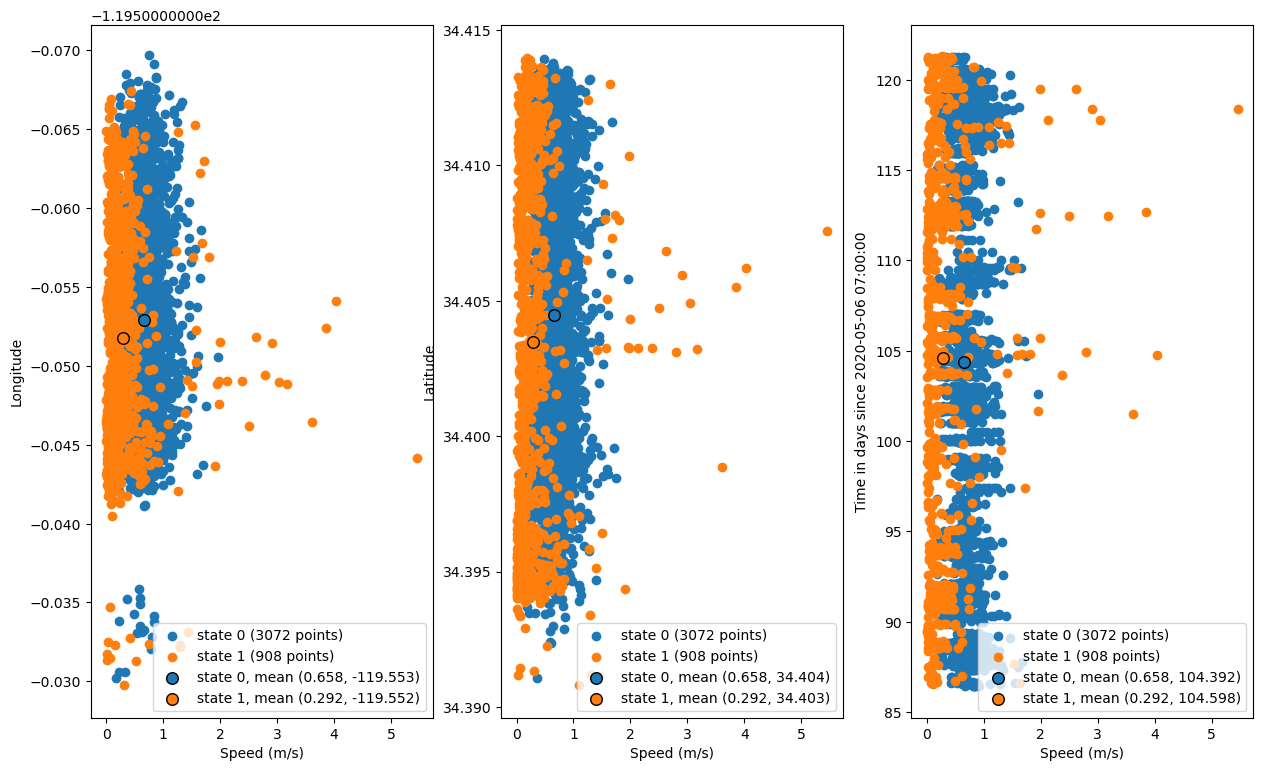 −1.1950000000e2
−0.070
−0.065
−0.060
−0.055
−0.050
−0.045
−0.040
−0.035
−0.030
Longitude
0 1 2 3 4 5
Speed (m/s)
state 0 (3072 points)
state 1 (908 points)
state 0, mean (0.658, -119.553)
state 1, mean (0.292, -119.552)
34.415
34.410
34.405
34.400
34.395
34.390
Latitude
0 1 2 3 4 5
Speed (m/s)
state 0 (3072 points)
state 1 (908 points)
state 0, mean (0.658, 34.404)
state 1, mean (0.292, 34.403)
120
115
110
105
100
95
90
85
Time in days since 2020-05-06 07:00:00
0 1 2 3 4 5
Speed (m/s)
state 0 (3072 points)
state 1 (908 points)
state 0, mean (0.658, 104.392)
state 1, mean (0.292, 104.598)